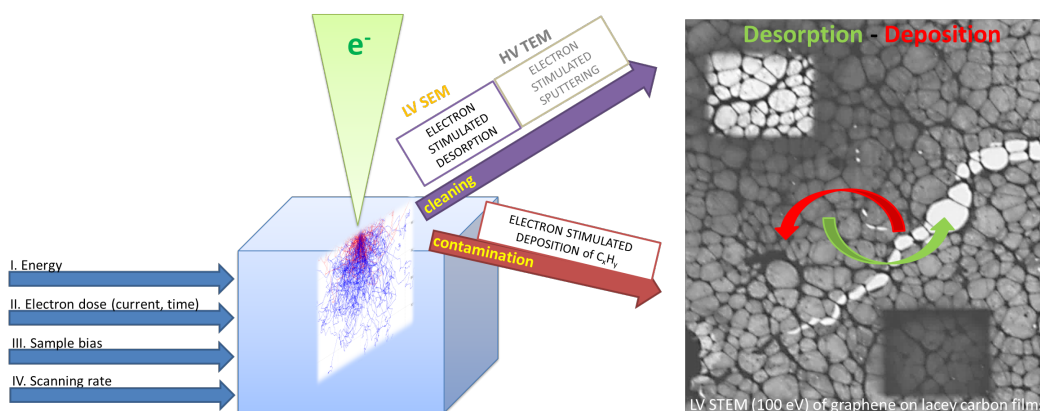 e-
LV SEM
HV TEM
ELECTRON
STIMULATED
DESORPTION
ELECTRON
STIMULATED
SPUTTERING
cleaning
contamination
ELECTRON STIMULATED
DEPOSITION of CxHy
I. Energy
II. Electron dose (current, time)
III. Sample bias
IV. Scanning rate
Desorption - Deposition
LV STEM (100 eV) of graphene on lacey carbon films